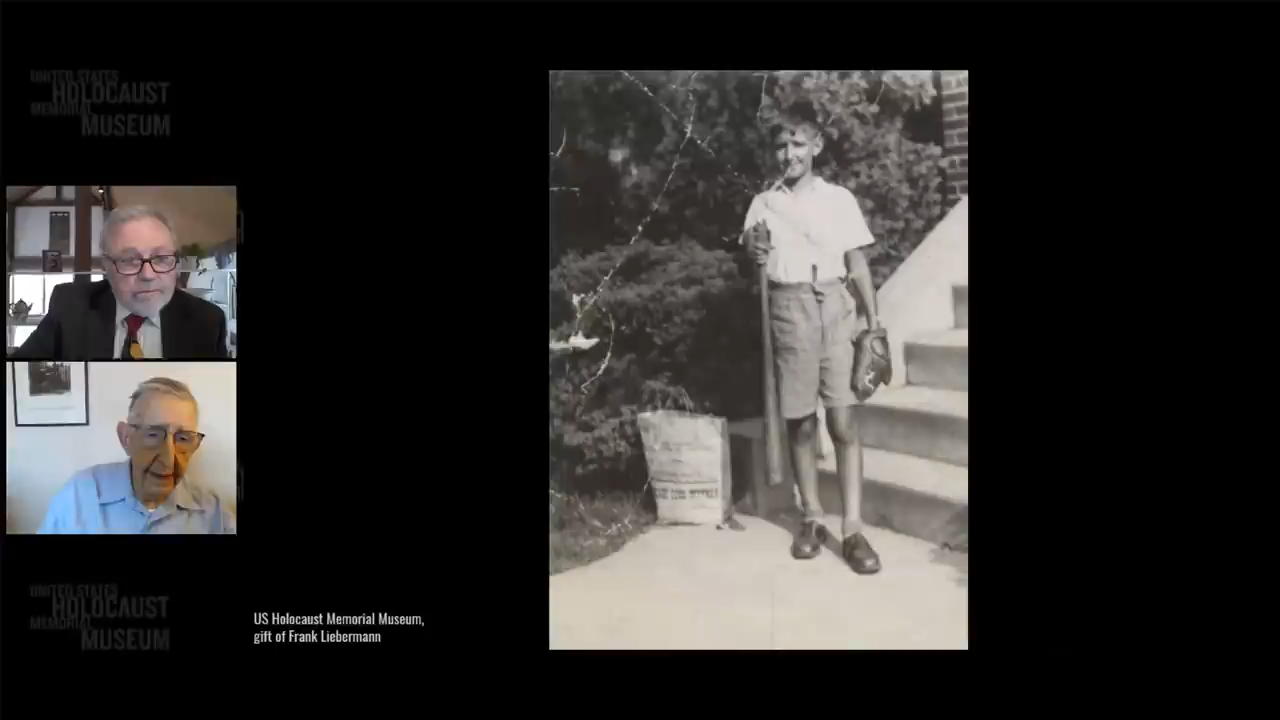 UNITED STATES
HOLOCAUST
MEMORIAL
MUSEUM
US Holocaust Memorial Museum,
gift of Frank Liebermann
UNITED STATES
HOLOCAUST
MEMORIAL
MUSEUM